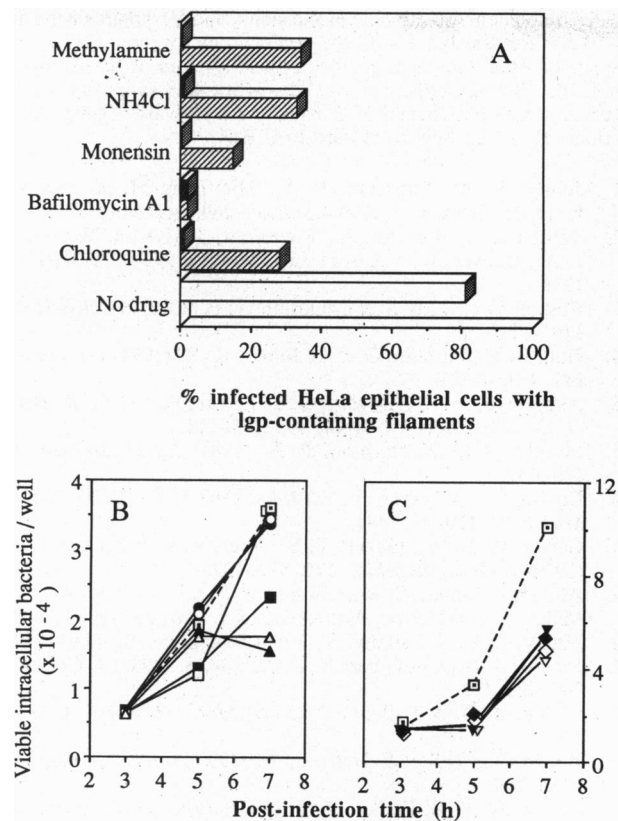 A
Methylamine
NH4Cl
Monensin
Bafilomycin A1
Chloroquine
No drug
0 20 40 60 80 100
% infected HeLa epithelial cells with
lgp-containing filaments
B
C
Viable intracellular bacteria / well
(x 10 -4)
4
3
2
1
0
12
8
4
0
2 3 4 5 6 7 8
2 3 4 5 6 7 8
Post-infection time (h)